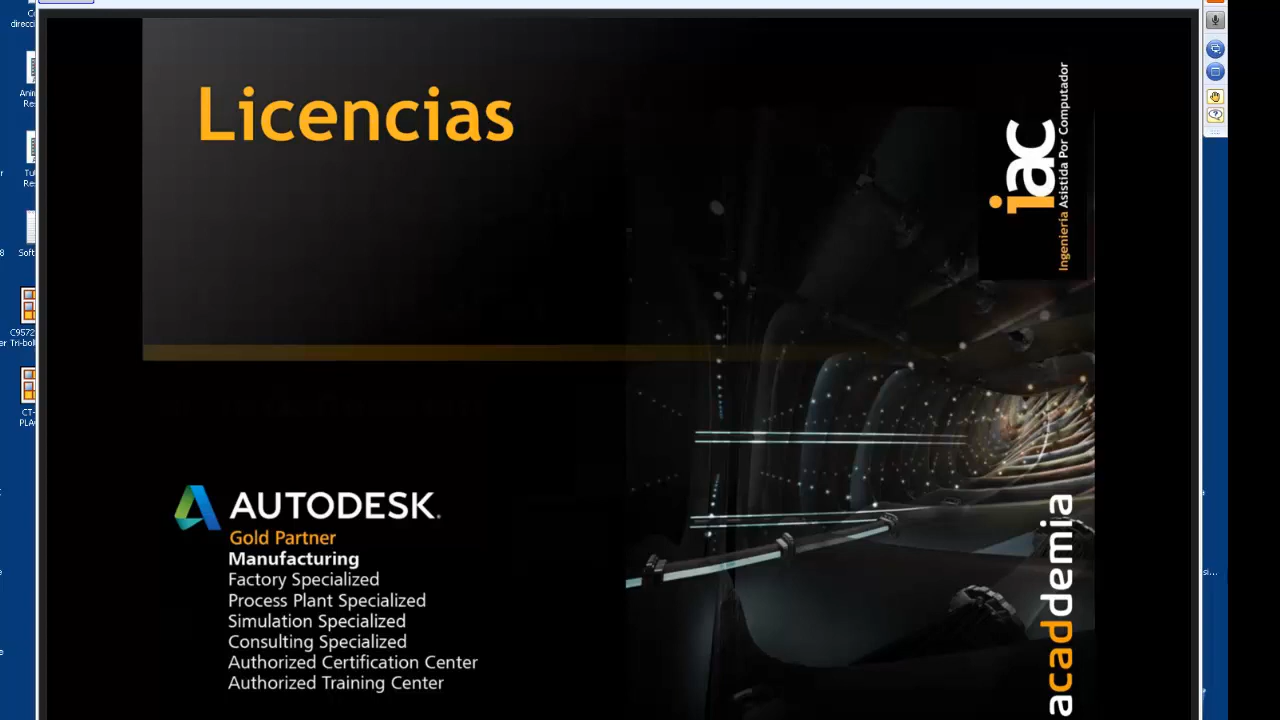 Licencias
iac
Ingenieria Asistida Por Computador
AUTODESK.
Gold Partner
Manufacturing
Factory Specialized
Process Plant Specialized
Simulation Specialized
Consulting Specialized
Authorized Certification Center
Authorized Training Center
acaddemia